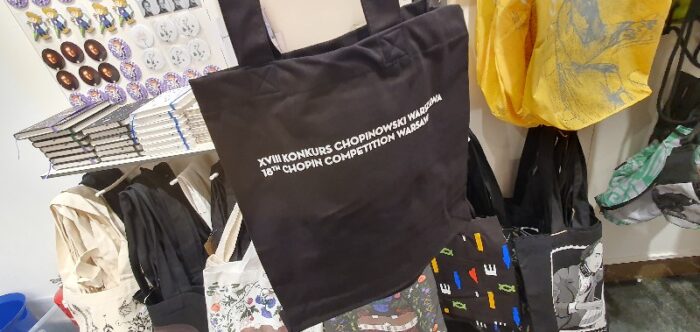 XVIII KONKURS CHOPINOWSKI WARSZAWA
18TH CHOPIN COMPETITION WARSAW